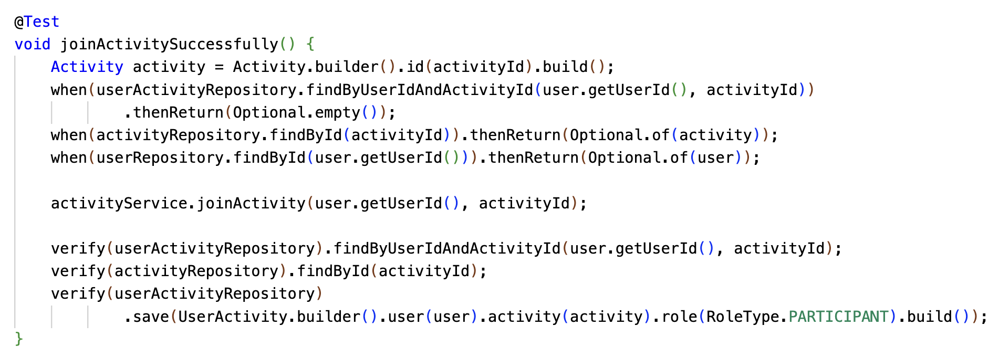 @Test
void joinActivitySuccessfully() {
    Activity activity = Activity.builder().id(activityId).build();
    when(userActivityRepository.findByUserIdAndActivityId(user.getUserId(), activityId))
            .thenReturn(Optional.empty());
    when(activityRepository.findById(activityId)).thenReturn(Optional.of(activity));
    when(userRepository.findById(user.getUserId())).thenReturn(Optional.of(user));

    activityService.joinActivity(user.getUserId(), activityId);

    verify(userActivityRepository).findByUserIdAndActivityId(user.getUserId(), activityId);
    verify(activityRepository).findById(activityId);
    verify(userActivityRepository)
            .save(UserActivity.builder().user(user).activity(activity).role(RoleType.PARTICIPANT).build());
}